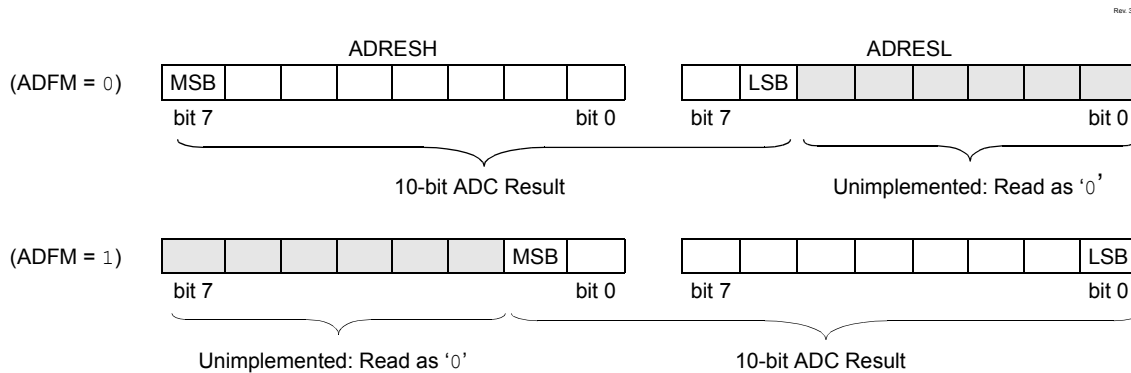 Rev. 3
ADRESH ADRESL
(ADFM = 0) MSB LSB
bit 7 bit 0 bit 7 bit 0
10-bit ADC Result Unimplemented: Read as ‘0’
(ADFM = 1) MSB LSB
bit 7 bit 0 bit 7 bit 0
Unimplemented: Read as ‘0’ 10-bit ADC Result